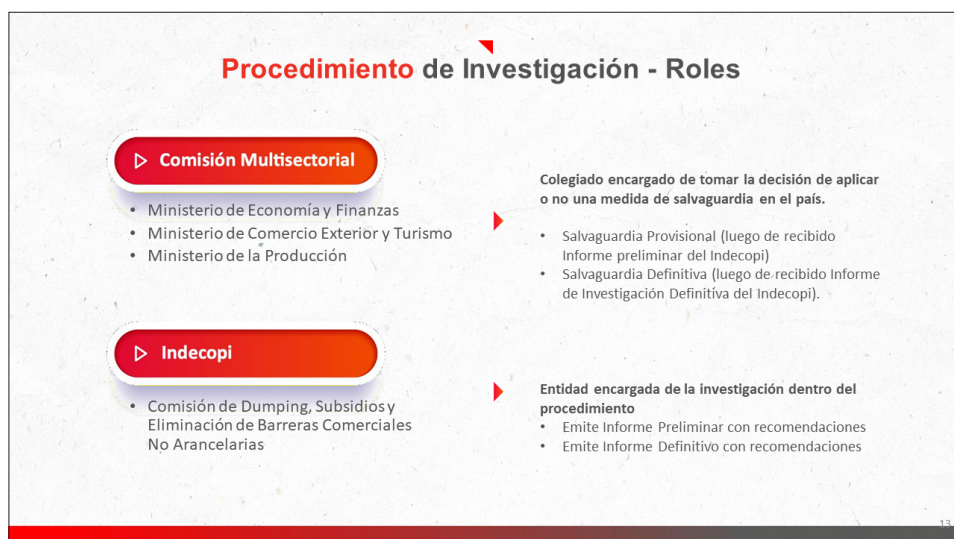 Procedimiento de Investigación - Roles
Comisión Multisectorial
• Ministerio de Economía y Finanzas
• Ministerio de Comercio Exterior y Turismo
• Ministerio de la Producción
Colegiado encargado de tomar la decisión de aplicar
o no una medida de salvaguardia en el país.
• Salvaguardia Provisional (luego de recibido
Informe preliminar del Indecopi)
• Salvaguardia Definitiva (luego de recibido Informe
de Investigación Definitiva del Indecopi).
Indecopi
• Comisión de Dumping, Subsidios y
Eliminación de Barreras Comerciales
No Arancelarias
Entidad encargada de la investigación dentro del
procedimiento
• Emite Informe Preliminar con recomendaciones
• Emite Informe Definitivo con recomendaciones
13